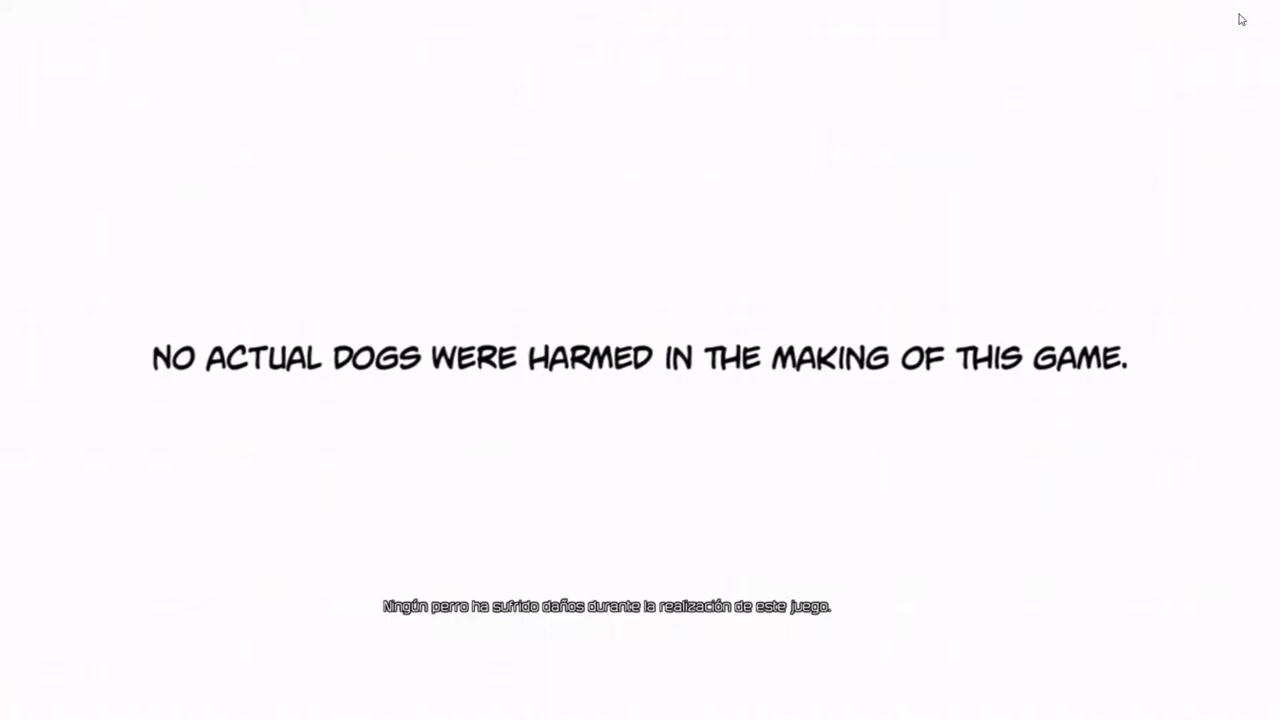 NO ACTUAL DOGS WERE HARMED IN THE MAKING OF THIS GAME.
Ningún perro ha sufrido daños durante la realización de este juego.